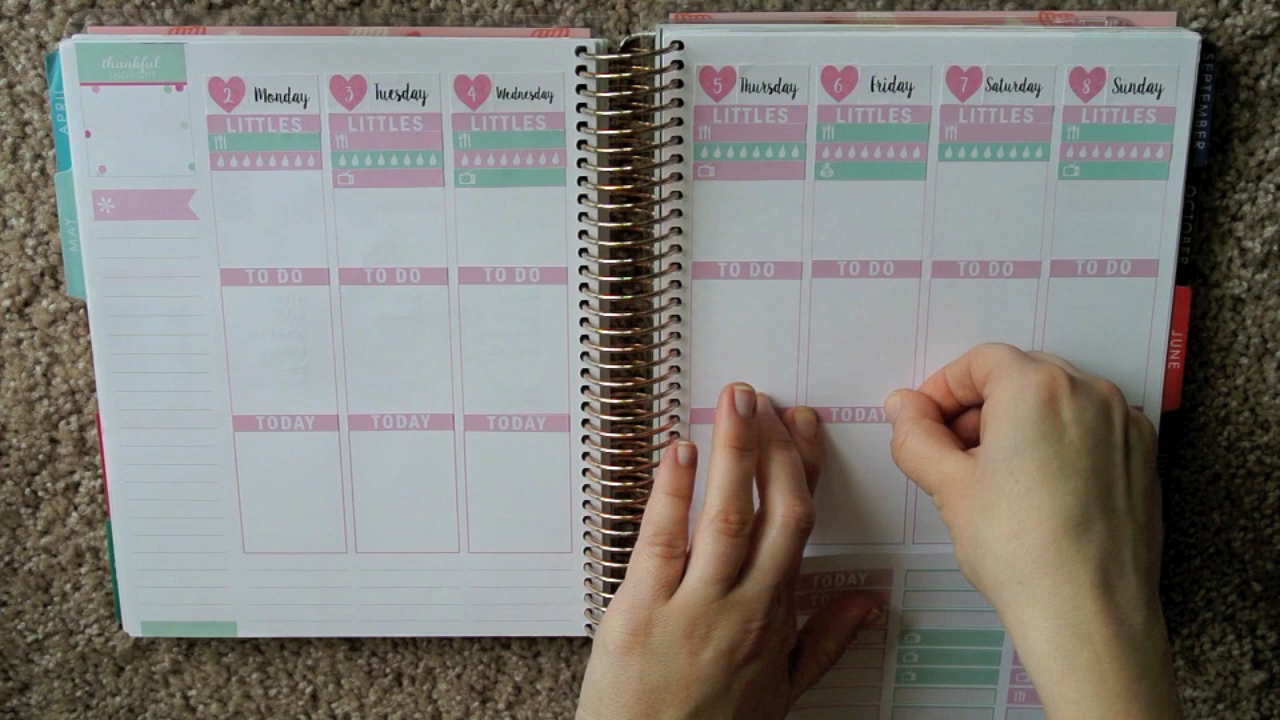 thankful
THOUGHT
2 Monday
3 Tuesday
4 Wednesday
5 Thursday
6 Friday
7 Saturday
8 Sunday
LITTLES LITTLES LITTLES LITTLES LITTLES LITTLES LITTLES
TO DO TO DO TO DO TO DO TO DO TO DO TO DO
TODAY TODAY TODAY TODAY
TODAY
APRIL
MAY
SEPTEMBER
OCTOBER
JUNE